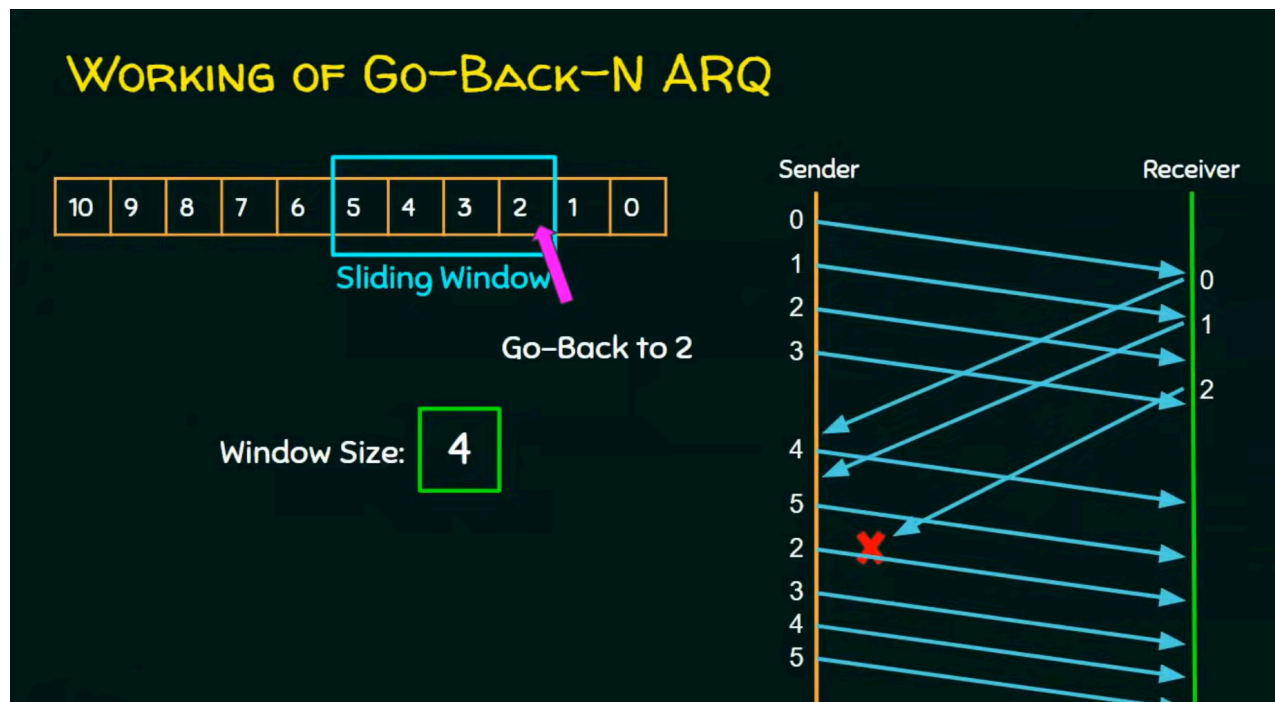 WORKING OF GO-BACK-N ARQ
10 9 8 7 6 5 4 3 2 1 0
Sliding Window
Go-Back to 2
Window Size: 4
Sender Receiver
0
1
2
3
4
5
2
3
4
5
0
1
2